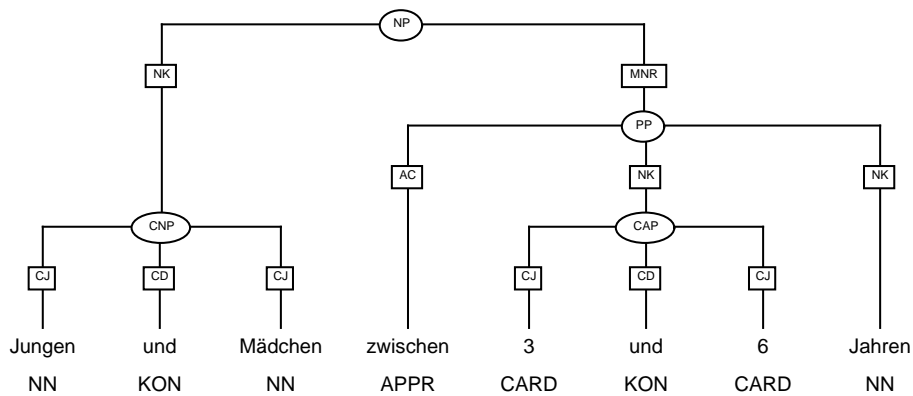 NP
NK MNR
PP
AC NK NK
CNP CAP
CJ CD CJ CJ CD CJ
Jungen und Mädchen zwischen 3 und 6 Jahren
NN KON NN APPR CARD KON CARD NN